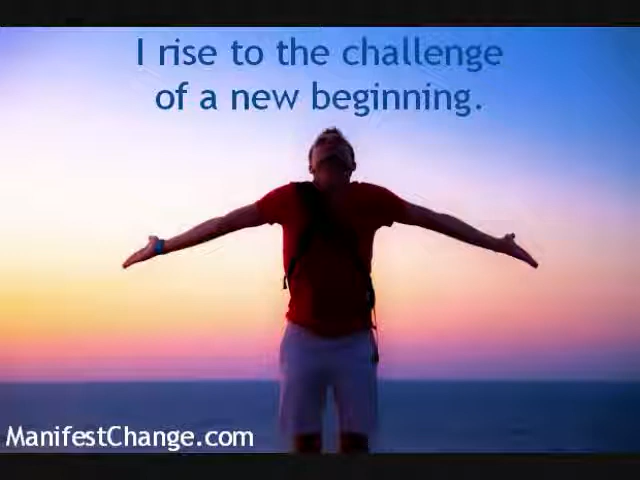 I rise to the challenge
of a new beginning.
ManifestChange.com